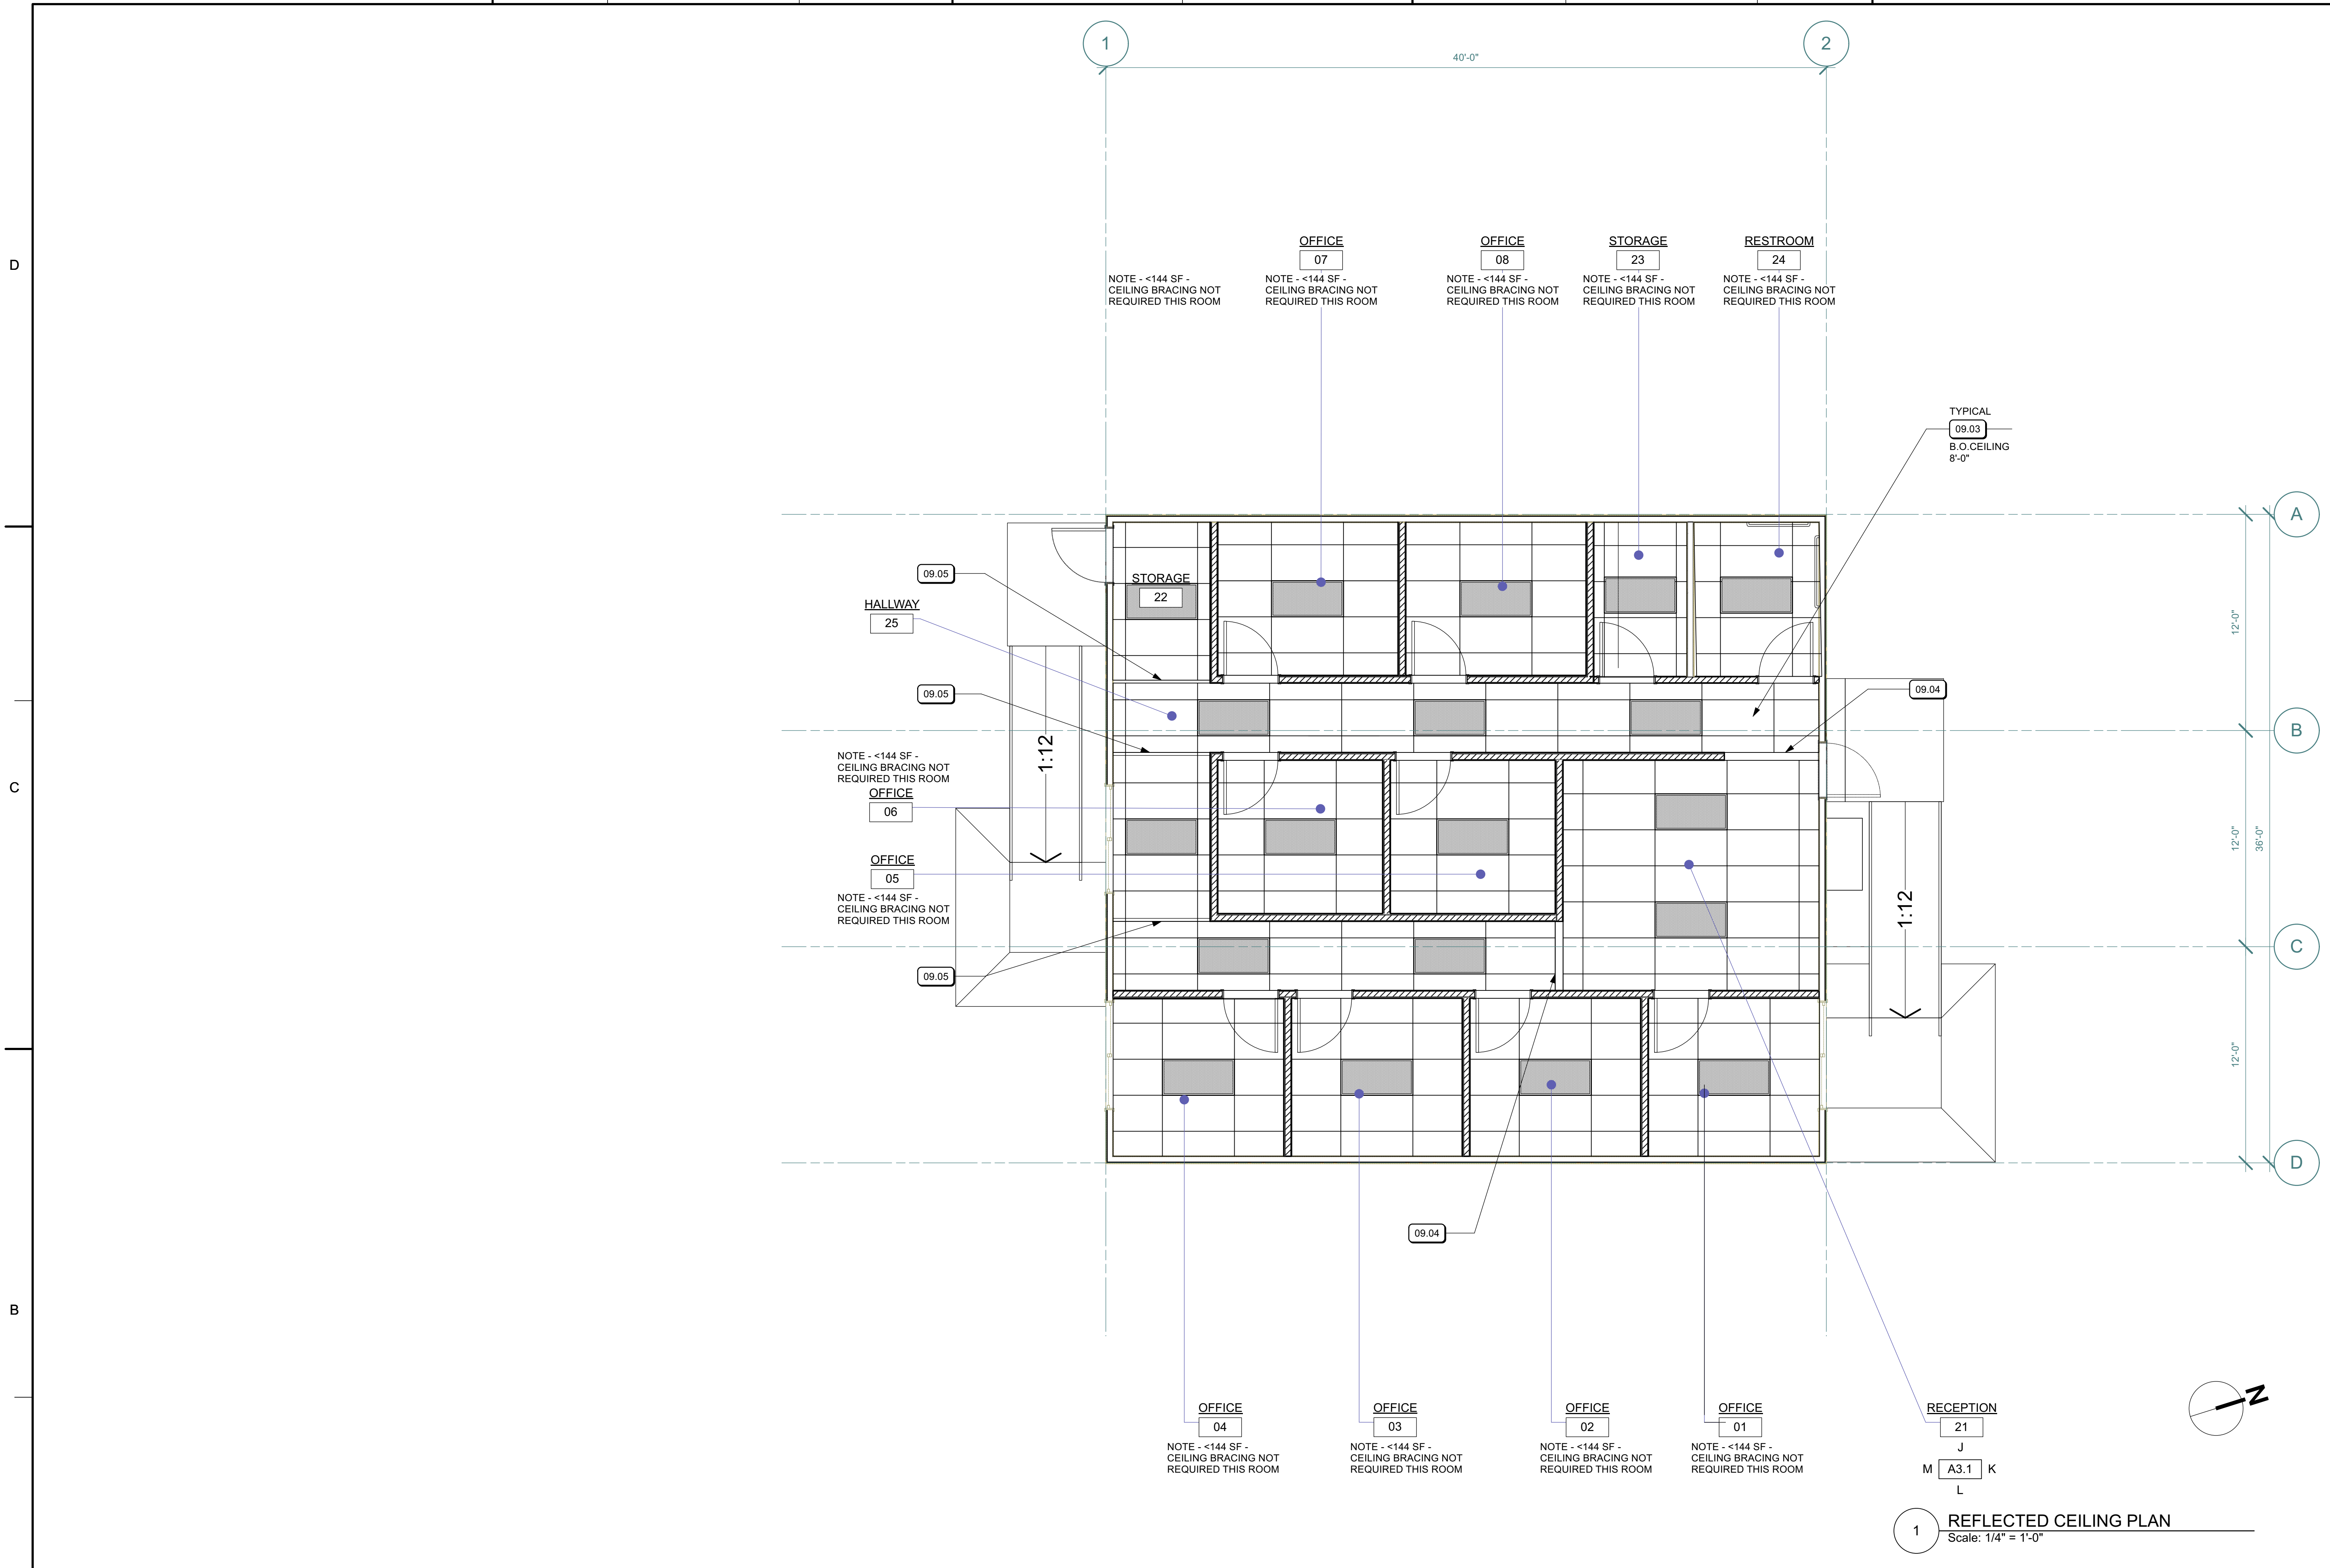 1
2
40'-0"
D
OFFICE
07
NOTE - <144 SF -
CEILING BRACING NOT
REQUIRED THIS ROOM
OFFICE
08
NOTE - <144 SF -
CEILING BRACING NOT
REQUIRED THIS ROOM
STORAGE
23
NOTE - <144 SF -
CEILING BRACING NOT
REQUIRED THIS ROOM
RESTROOM
24
NOTE - <144 SF -
CEILING BRACING NOT
REQUIRED THIS ROOM
NOTE - <144 SF -
CEILING BRACING NOT
REQUIRED THIS ROOM
TYPICAL
09.03
B.O.CEILING
8'-0"
A
09.05
STORAGE
22
HALLWAY
25
12'-0"
09.05
09.04
B
1:12
C
NOTE - <144 SF -
CEILING BRACING NOT
REQUIRED THIS ROOM
OFFICE
06
12'-0"
36'-0"
OFFICE
05
NOTE - <144 SF -
CEILING BRACING NOT
REQUIRED THIS ROOM
1:12
C
09.05
12'-0"
D
09.04
B
OFFICE
04
NOTE - <144 SF -
CEILING BRACING NOT
REQUIRED THIS ROOM
OFFICE
03
NOTE - <144 SF -
CEILING BRACING NOT
REQUIRED THIS ROOM
OFFICE
02
NOTE - <144 SF -
CEILING BRACING NOT
REQUIRED THIS ROOM
OFFICE
01
NOTE - <144 SF -
CEILING BRACING NOT
REQUIRED THIS ROOM
RECEPTION
21
J
M A3.1 K
L
N
1
REFLECTED CEILING PLAN
Scale: 1/4" = 1'-0"